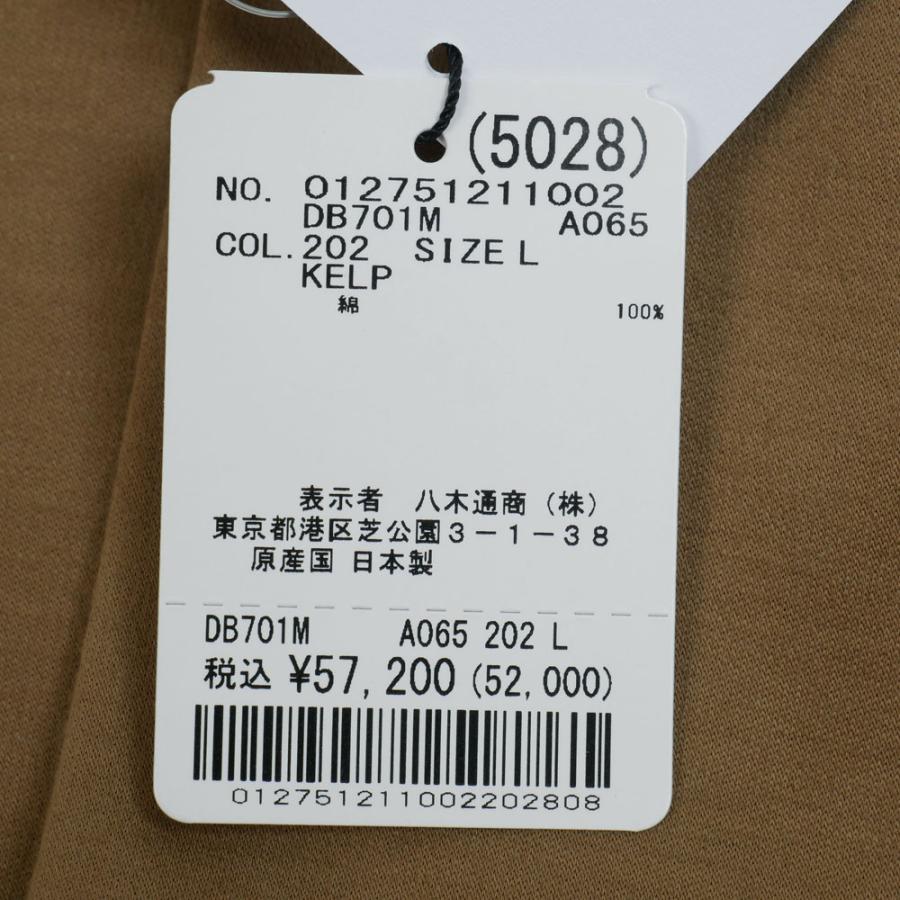 (5028)
NO. 012751211002
DB701M A065
COL. 202 SIZE L
KELP
綿 100%
表示者 八木通商(株)
東京都港区芝公園3-1-38
原産国 日本製
DB701M A065 202 L
税込 ¥57,200 (52,000)
012751211002202808